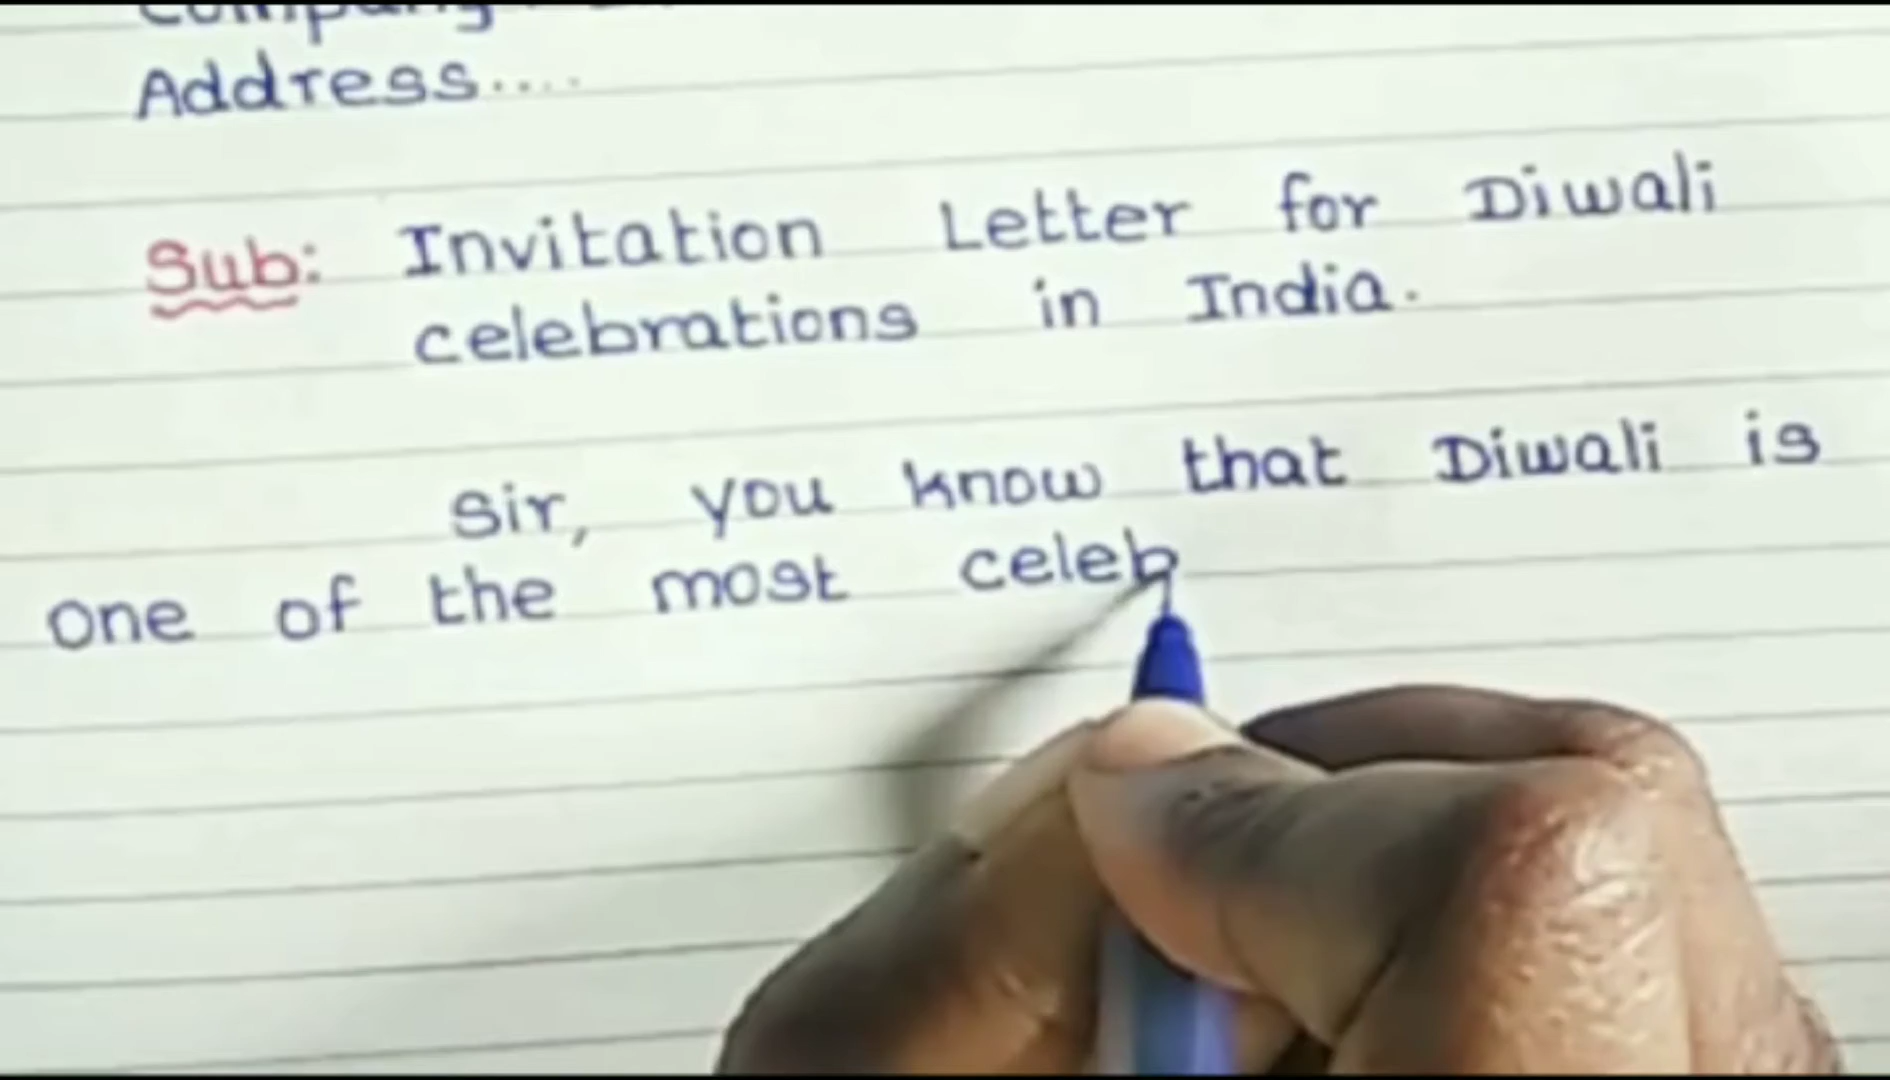 Company
Address....
Sub: Invitation Letter for Diwali
celebrations in India.
Sir, you know that Diwali is
One of the most celeb